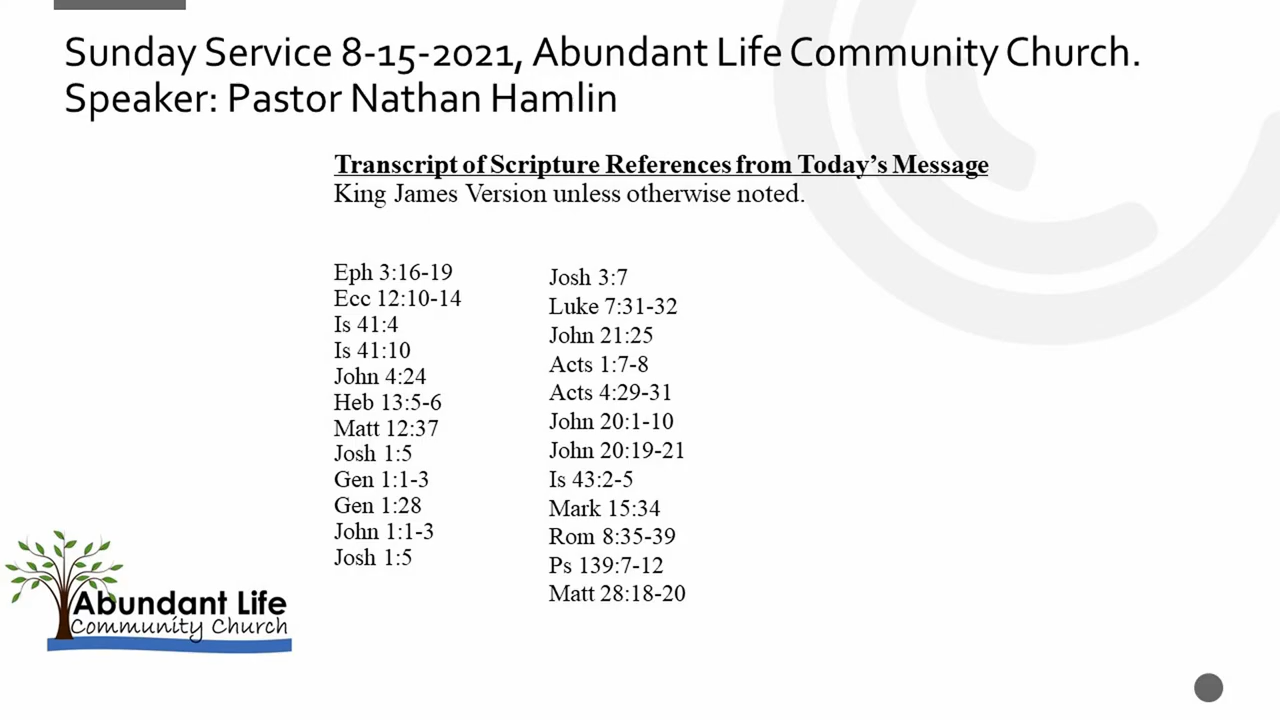 Sunday Service 8-15-2021, Abundant Life Community Church.
Speaker: Pastor Nathan Hamlin
Transcript of Scripture References from Today’s Message
King James Version unless otherwise noted.
Eph 3:16-19
Ecc 12:10-14
Is 41:4
Is 41:10
John 4:24
Heb 13:5-6
Matt 12:37
Josh 1:5
Gen 1:1-3
Gen 1:28
John 1:1-3
Josh 1:5
Josh 3:7
Luke 7:31-32
John 21:25
Acts 1:7-8
Acts 4:29-31
John 20:1-10
John 20:19-21
Is 43:2-5
Mark 15:34
Rom 8:35-39
Ps 139:7-12
Matt 28:18-20
Abundant Life
Community Church